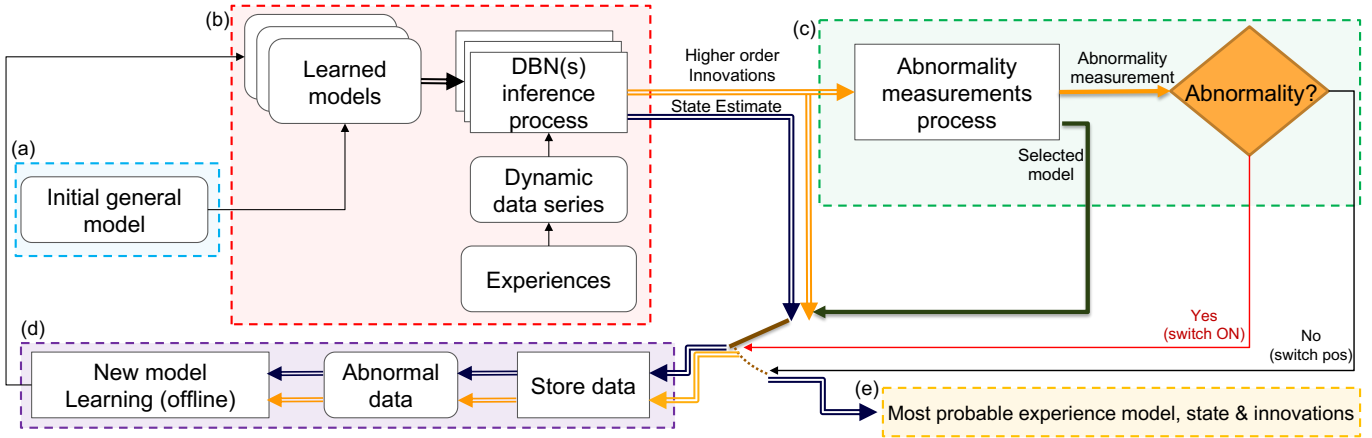 (a)
Initial general
model
(b)
Learned
models
DBN(s)
inference
process
Dynamic
data series
Experiences
Higher order
Innovations
State Estimate
(c)
Abnormality
measurements
process
Abnormality
measurement
Abnormality?
Selected
model
Yes
(switch ON)
No
(switch pos)
(d)
New model
Learning (offline)
Abnormal
data
Store data
(e)
Most probable experience model, state & innovations